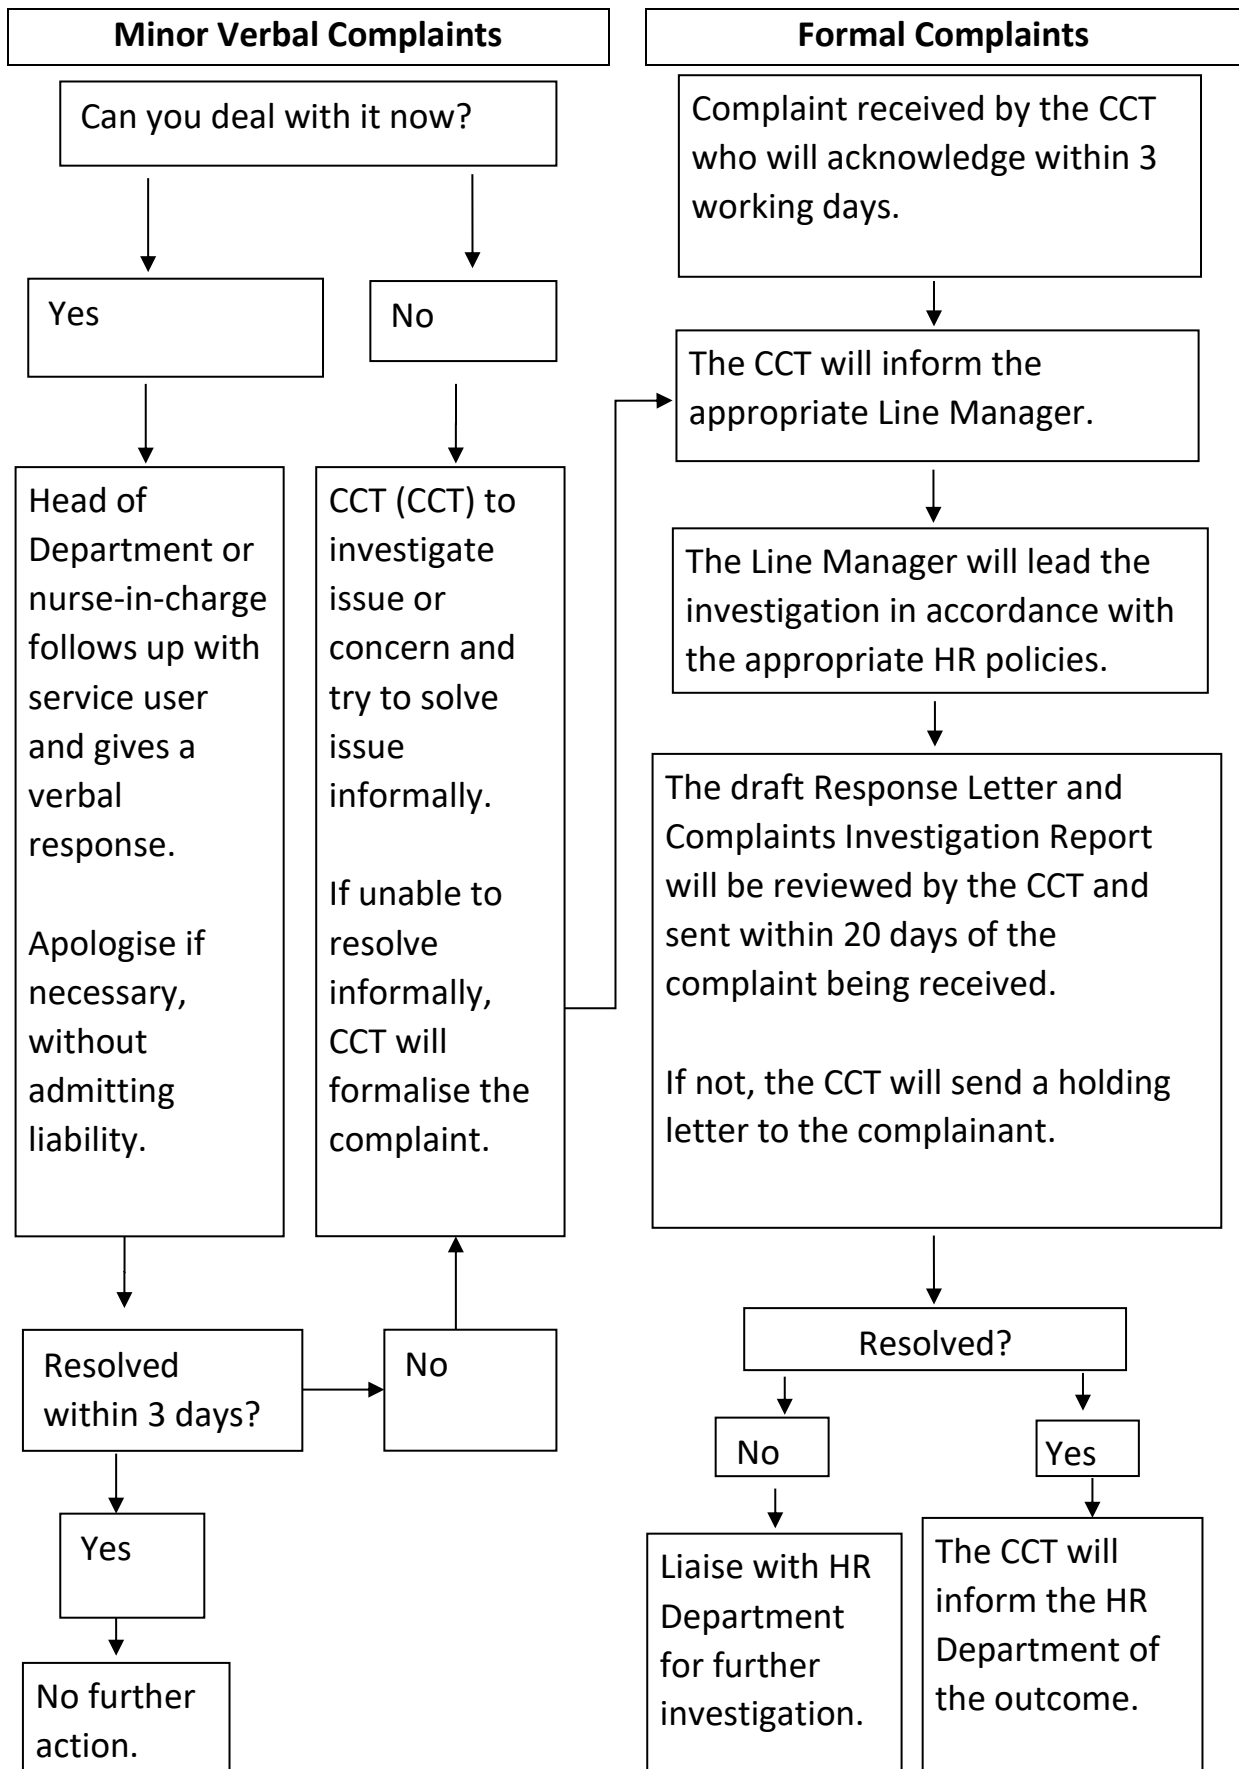 Minor Verbal Complaints
Can you deal with it now?
Yes
No
Head of
Department or
nurse-in-charge
follows up with
service user
and gives a
verbal
response.
Apologise if
necessary,
without
admitting
liability.
CCT (CCT) to
investigate
issue or
concern and
try to solve
issue
informally.
If unable to
resolve
informally,
CCT will
formalise the
complaint.
Resolved
within 3 days?
No
Yes
No further
action.
Formal Complaints
Complaint received by the CCT
who will acknowledge within 3
working days.
The CCT will inform the
appropriate Line Manager.
The Line Manager will lead the
investigation in accordance with
the appropriate HR policies.
The draft Response Letter and
Complaints Investigation Report
will be reviewed by the CCT and
sent within 20 days of the
complaint being received.
If not, the CCT will send a holding
letter to the complainant.
Resolved?
No
Yes
Liaise with HR
Department
for further
investigation.
The CCT will
inform the HR
Department of
the outcome.